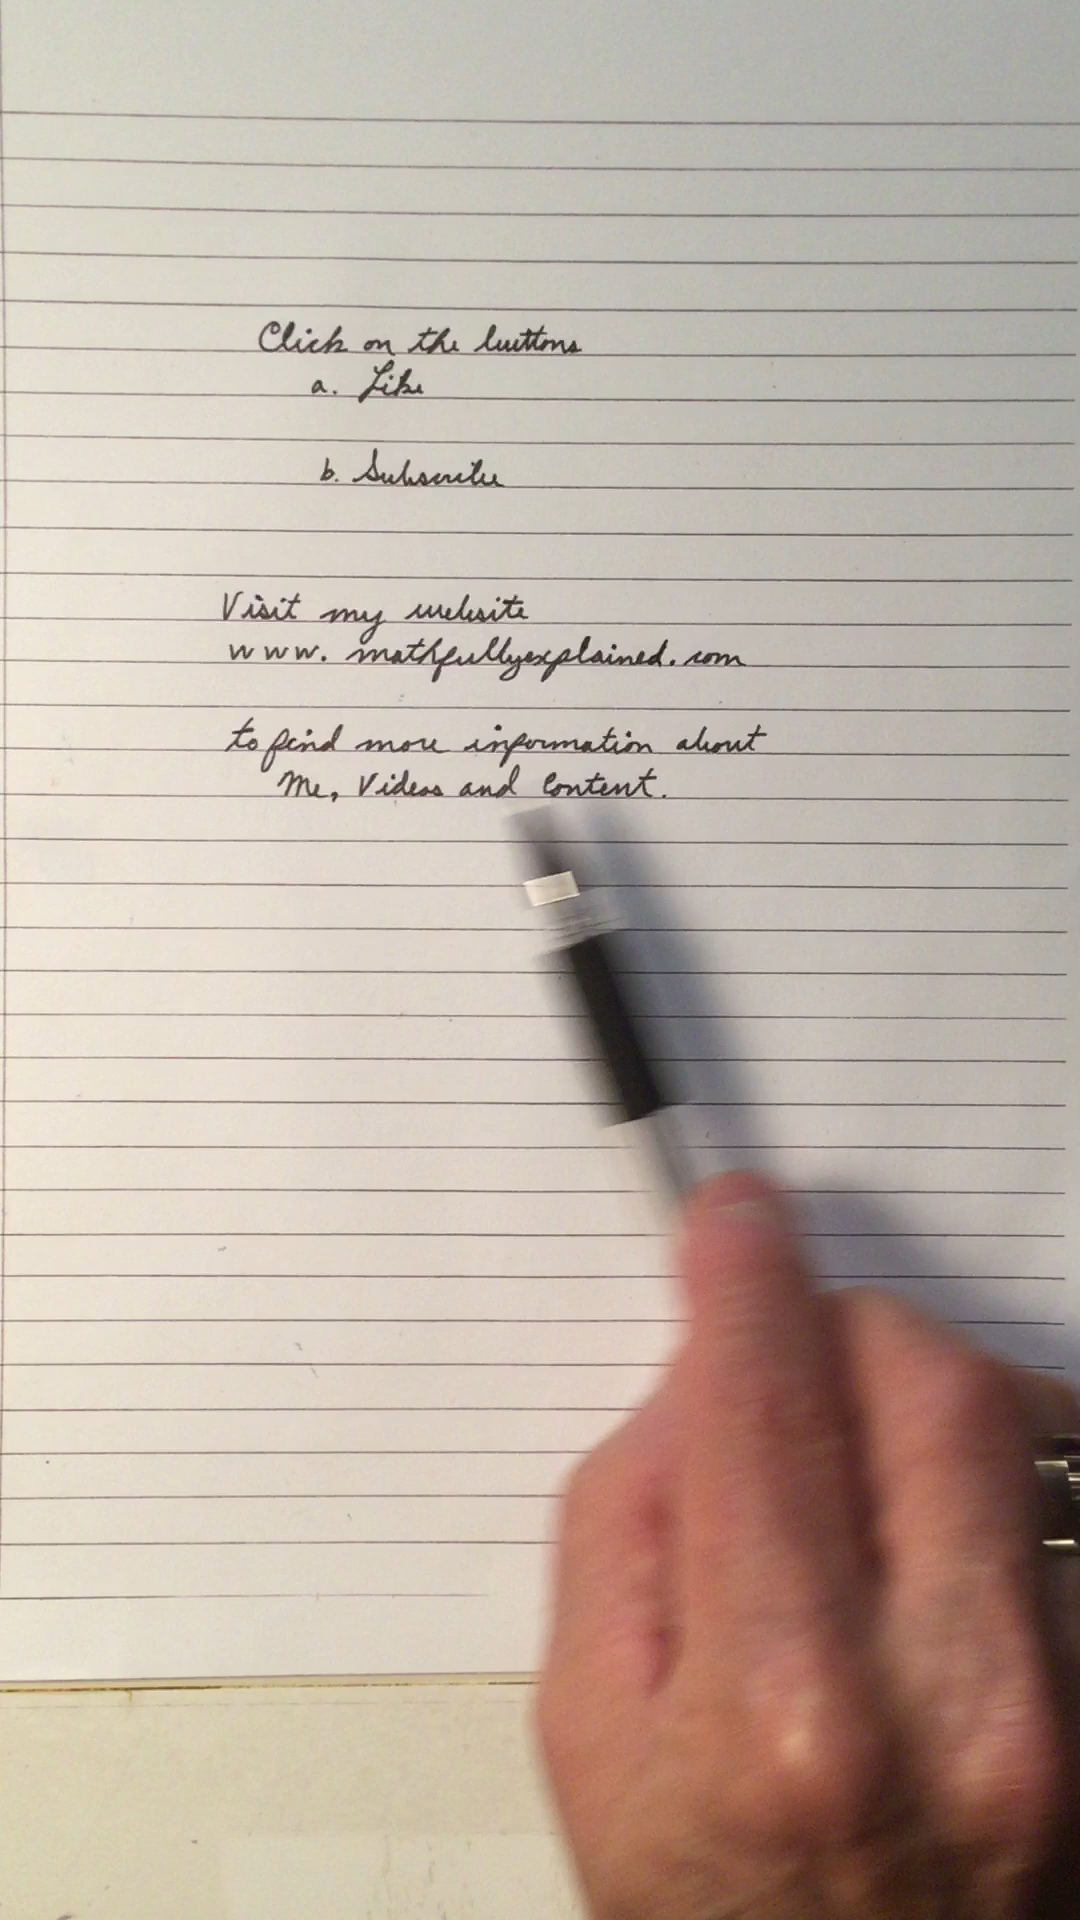 Click on the buttons
a. Like
b. Subscribe
Visit my website
www.mathfullyexplained.com
to find more information about
Me, Videos and Content.